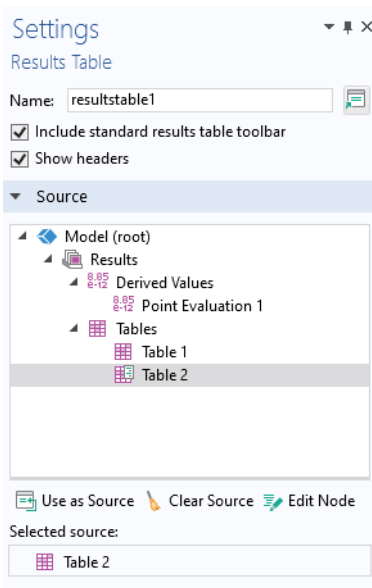 Settings
Results Table
Name: resultstable1
Include standard results table toolbar
Show headers
Source
Model (root)
Results
8.85
e-12 Derived Values
8.85
e-12 Point Evaluation 1
Tables
Table 1
Table 2
Use as Source Clear Source Edit Node
Selected source:
Table 2